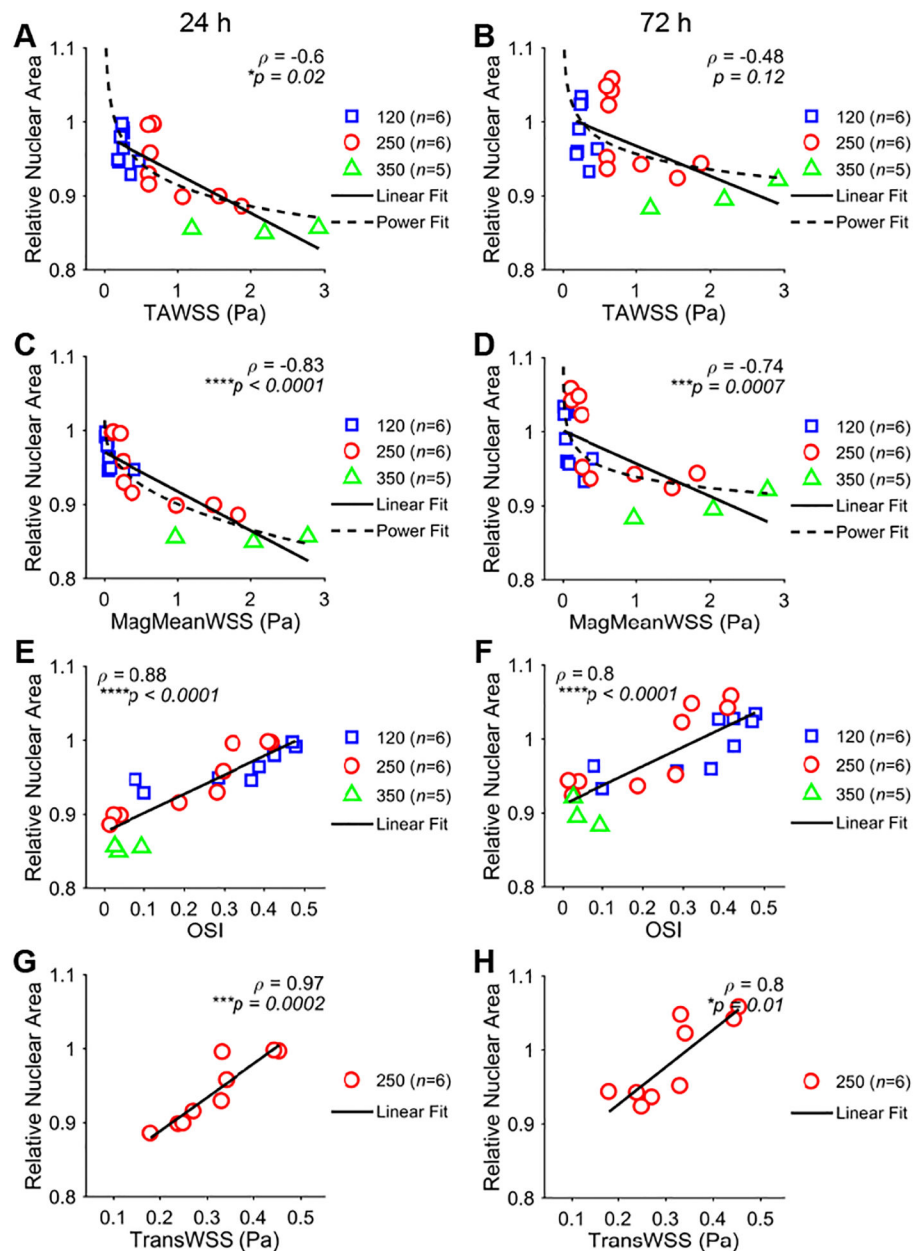 24 h
72 h
A
1.1
1
0.9
0.8
Relative Nuclear Area
ρ = -0.6
*p = 0.02
0 1 2 3
TAWSS (Pa)
120 (n=6)
250 (n=6)
350 (n=5)
Linear Fit
Power Fit
B
1.1
1
0.9
0.8
Relative Nuclear Area
ρ = -0.48
p = 0.12
0 1 2 3
TAWSS (Pa)
120 (n=6)
250 (n=6)
350 (n=5)
Linear Fit
Power Fit
C
1.1
1
0.9
0.8
Relative Nuclear Area
ρ = -0.83
****p < 0.0001
0 1 2 3
MagMeanWSS (Pa)
120 (n=6)
250 (n=6)
350 (n=5)
Linear Fit
Power Fit
D
1.1
1
0.9
0.8
Relative Nuclear Area
ρ = -0.74
***p = 0.0007
0 1 2 3
MagMeanWSS (Pa)
120 (n=6)
250 (n=6)
350 (n=5)
Linear Fit
Power Fit
E
1.1
1
0.9
0.8
Relative Nuclear Area
ρ = 0.88
****p < 0.0001
0 0.1 0.2 0.3 0.4 0.5
OSI
120 (n=6)
250 (n=6)
350 (n=5)
Linear Fit
F
1.1
1
0.9
0.8
Relative Nuclear Area
ρ = 0.8
****p < 0.0001
0 0.1 0.2 0.3 0.4 0.5
OSI
120 (n=6)
250 (n=6)
350 (n=5)
Linear Fit
G
1.1
1
0.9
0.8
Relative Nuclear Area
ρ = 0.97
***p = 0.0002
0.1 0.2 0.3 0.4 0.5
TransWSS (Pa)
250 (n=6)
Linear Fit
H
1.1
1
0.9
0.8
Relative Nuclear Area
ρ = 0.8
*p = 0.01
0.1 0.2 0.3 0.4 0.5
TransWSS (Pa)
250 (n=6)
Linear Fit